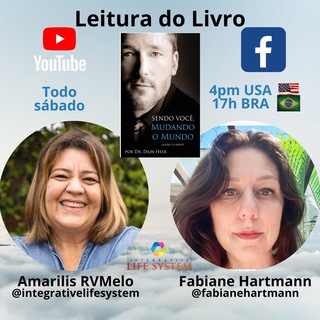 Leitura do Livro
YouTube
Todo
sábado
SENDO VOCÊ,
MUDANDO
O MUNDO
POR DR. DAIN HEER
4pm USA
17h BRA
INTEGRATIVE
LIFE SYSTEM
Amarilis RVMelo
@integrativelifesystem
Fabiane Hartmann
@fabianehartmann